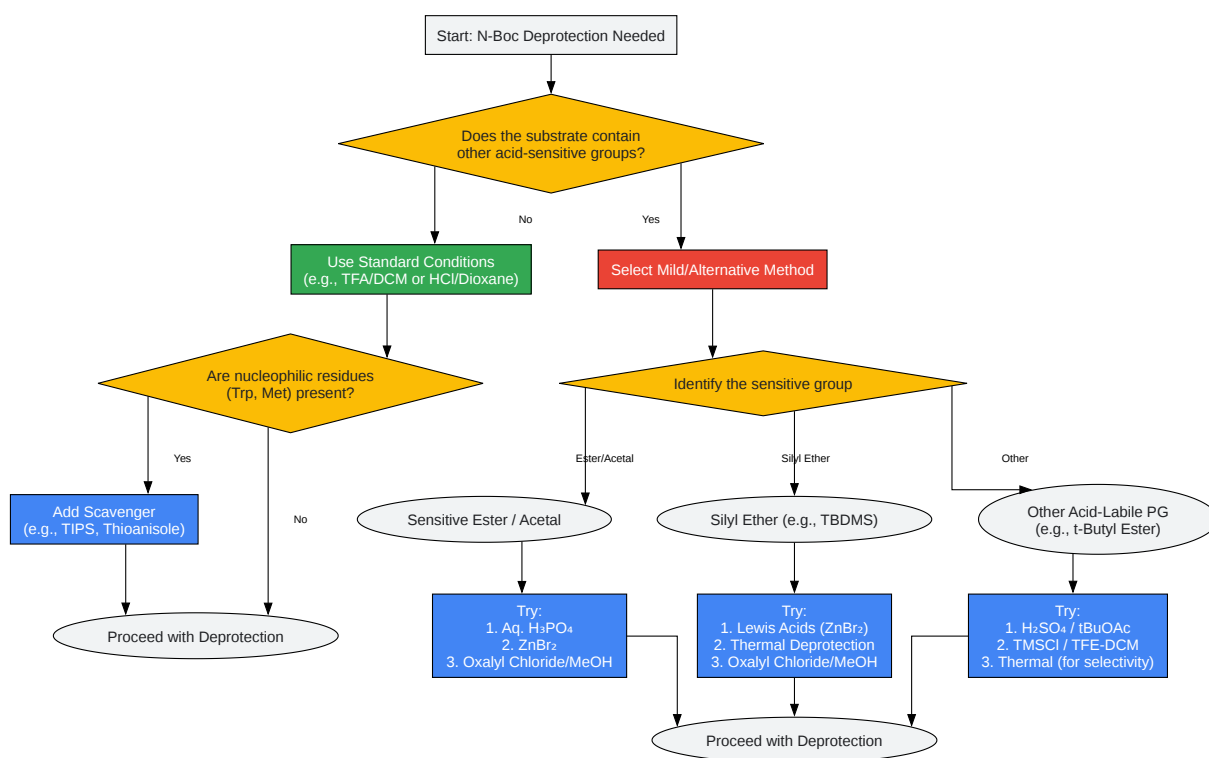 Start: N-Boc Deprotection Needed
Does the substrate contain
other acid-sensitive groups?
No
Yes
Use Standard Conditions
(e.g., TFA/DCM or HCl/Dioxane)
Select Mild/Alternative Method
Are nucleophilic residues
(Trp, Met) present?
Identify the sensitive group
Yes
Ester/Acetal
Silyl Ether
Other
Add Scavenger
(e.g., TIPS, Thioanisole)
No
Sensitive Ester / Acetal
Silyl Ether (e.g., TBDMS)
Other Acid-Labile PG
(e.g., t-Butyl Ester)
Proceed with Deprotection
Try:
1. Aq. H₃PO₄
2. ZnBr₂
3. Oxalyl Chloride/MeOH
Try:
1. Lewis Acids (ZnBr₂)
2. Thermal Deprotection
3. Oxalyl Chloride/MeOH
Try:
1. H₂SO₄ / tBuOAc
2. TMSCl / TFE-DCM
3. Thermal (for selectivity)
Proceed with Deprotection